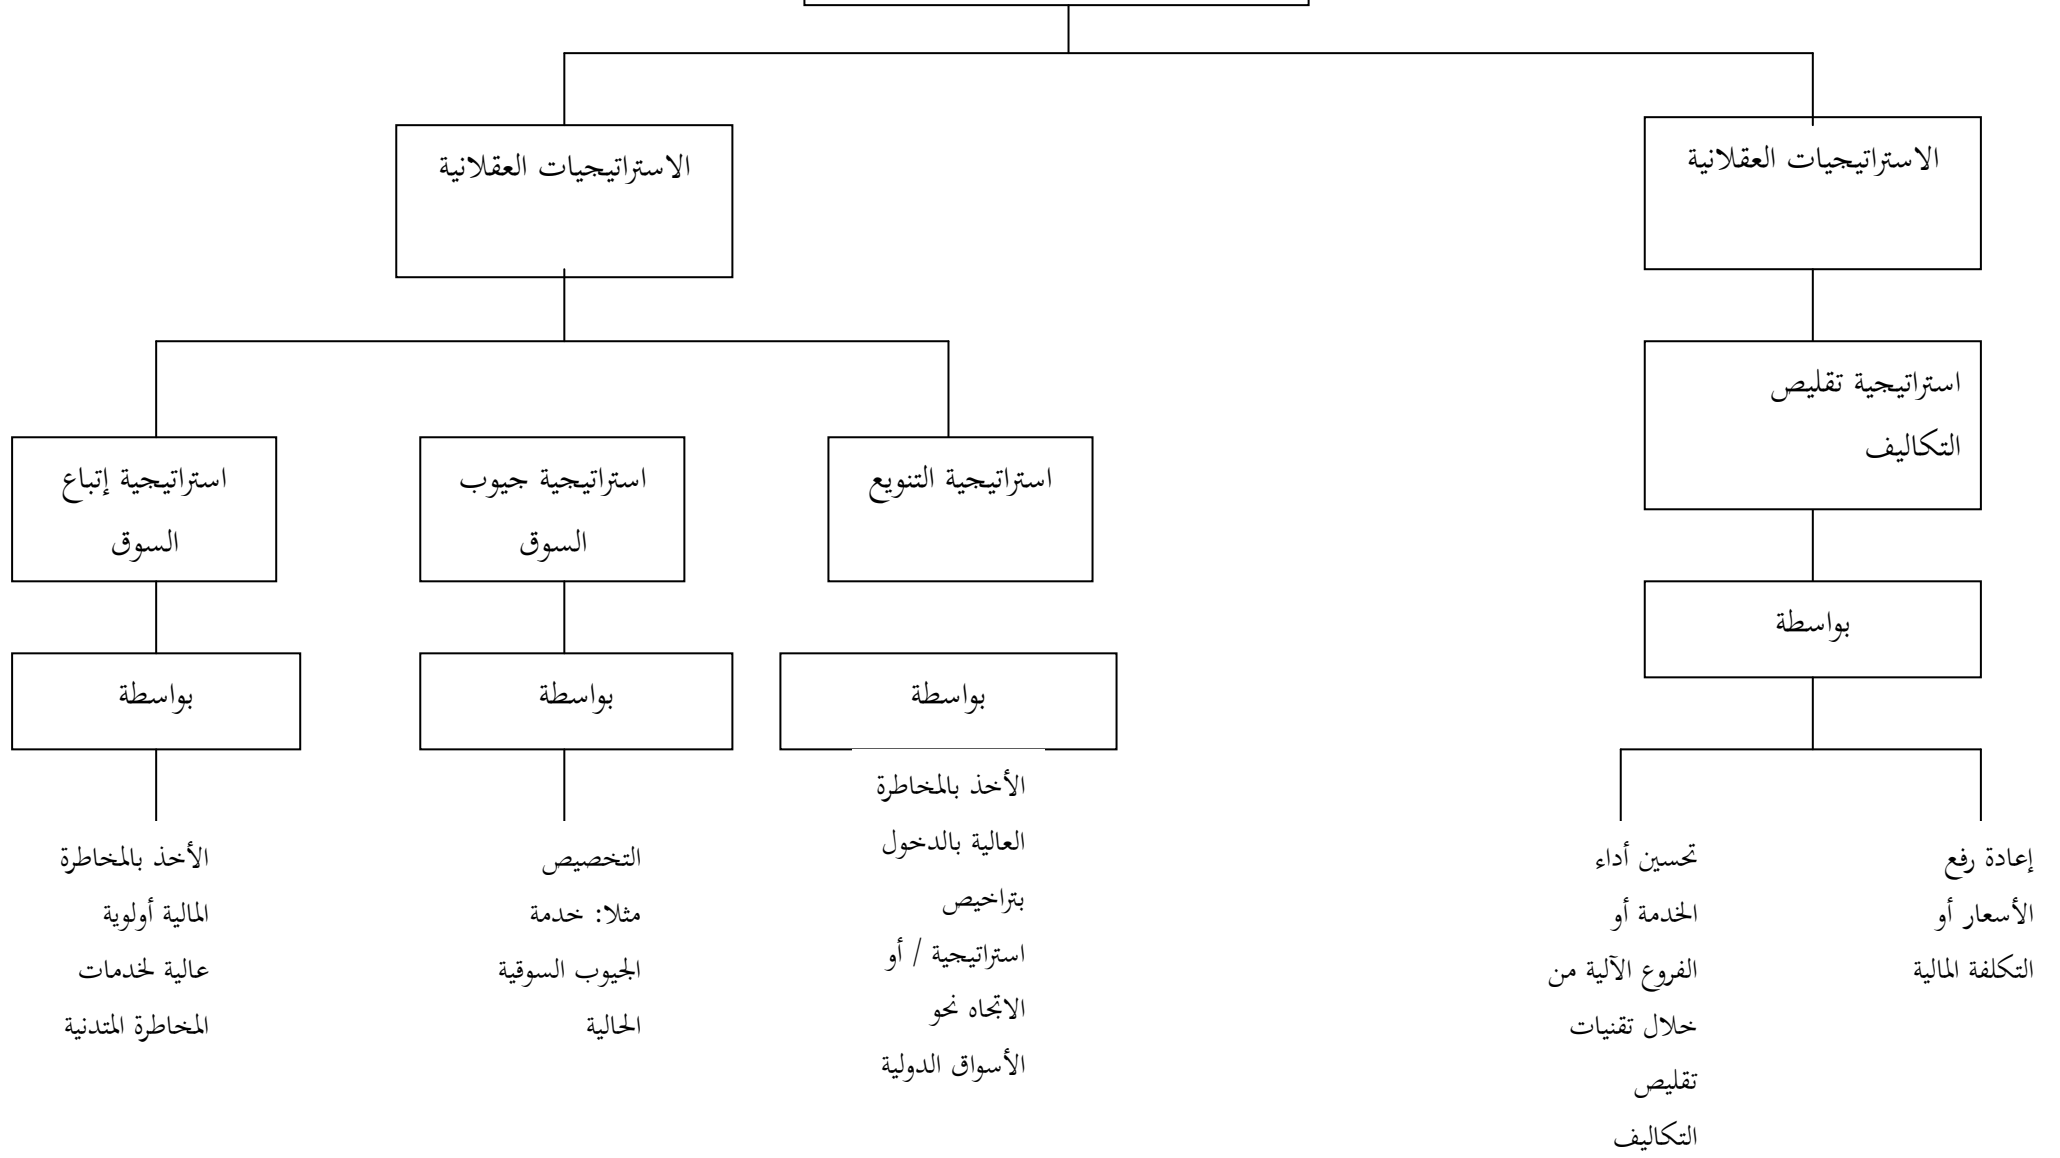 الاستراتيجيات العقلانية
الاستراتيجيات العقلانية
استراتيجية تقليص
التكاليف
استراتيجية التنويع
استراتيجية جيوب
السوق
استراتيجية إتباع
السوق
بواسطة
بواسطة
بواسطة
بواسطة
إعادة رفع
الأسعار أو
التكلفة المالية
تحسين أداء
الخدمة أو
الفروع الآلية من
خلال تقنيات
تقليص
التكاليف
الأخذ بالمخاطرة
العالية بالدخول
بتراخيص
استراتيجية / أو
الاتجاه نحو
الأسواق الدولية
التخصيص
مثلا: خدمة
الجيوب السوقية
الحالية
الأخذ بالمخاطرة
المالية أولوية
عالية لخدمات
المخاطرة المتدنية